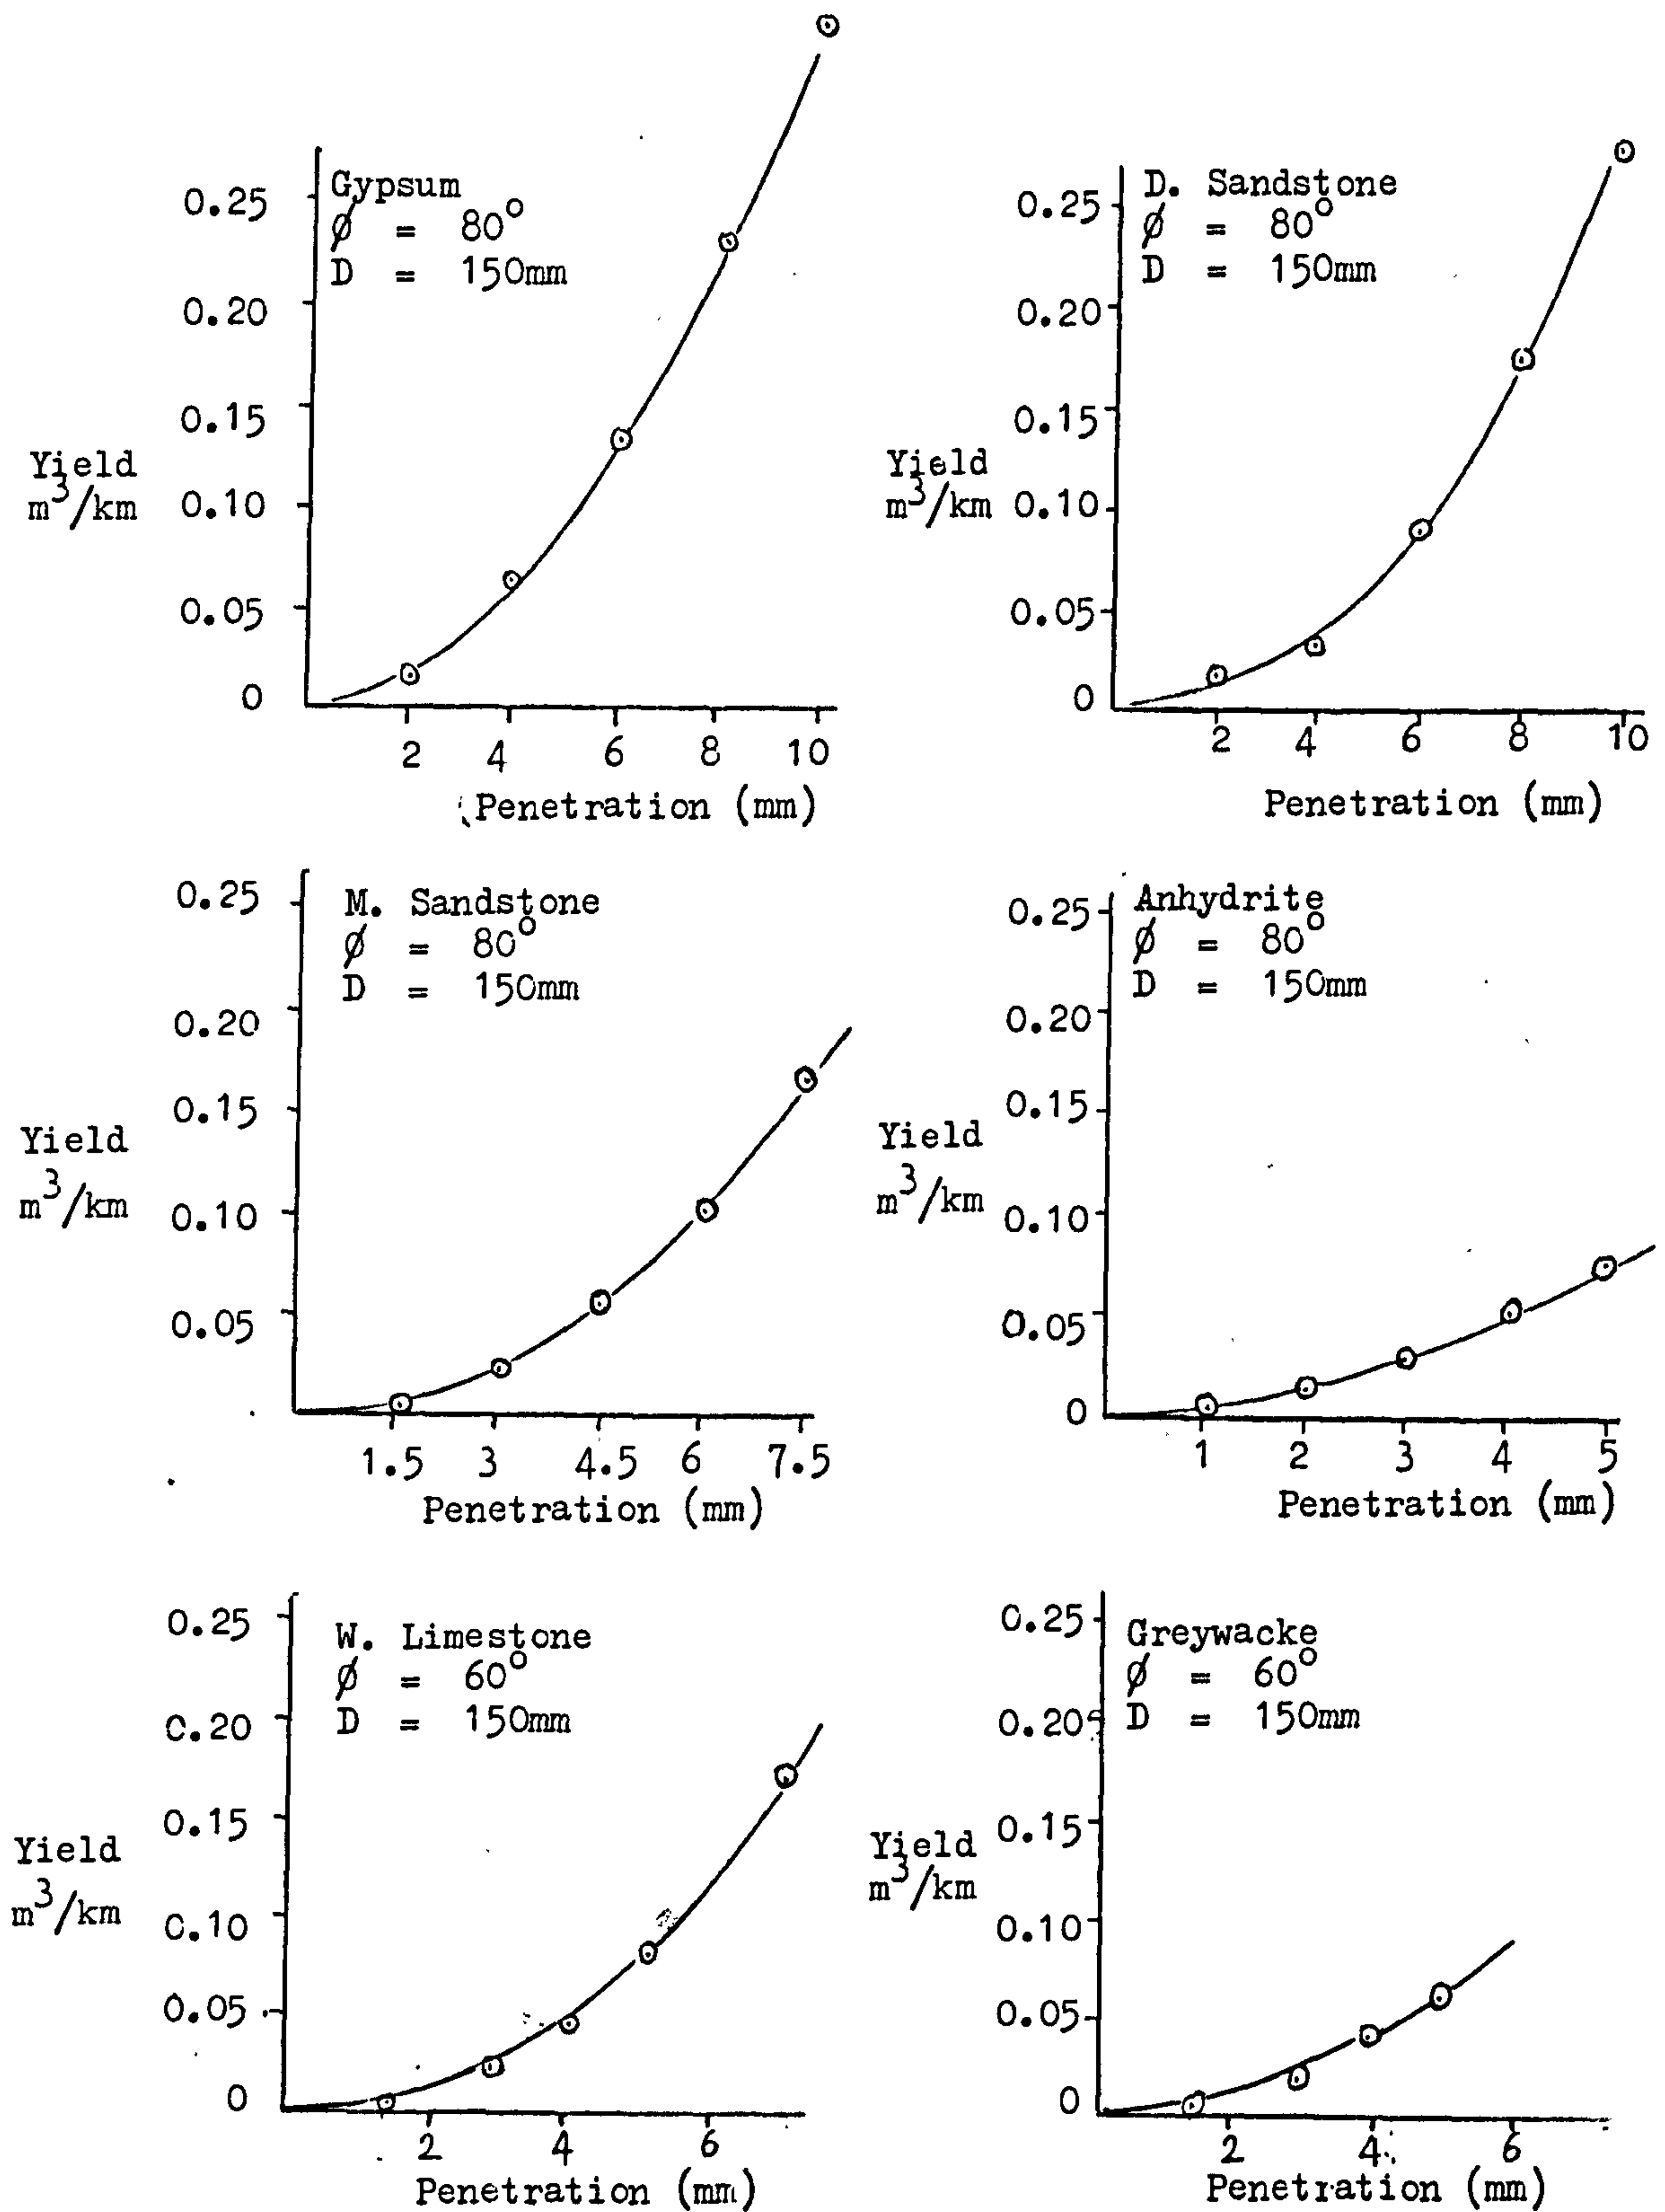 Gypsum
Ø = 80°
D = 150mm
0.25
0.20
0.15
0.10
0.05
0
Yield
m³/km
2 4 6 8 10
Penetration (mm)
D. Sandstone
Ø = 80°
D = 150mm
0.25
0.20
0.15
0.10
0.05
0
Yield
m³/km
2 4 6 8 10
Penetration (mm)
M. Sandstone
Ø = 80°
D = 150mm
0.25
0.20
0.15
0.10
0.05
Yield
m³/km
1.5 3 4.5 6 7.5
Penetration (mm)
Anhydrite
Ø = 80°
D = 150mm
0.25
0.20
0.15
0.10
0.05
0
Yield
m³/km
1 2 3 4 5
Penetration (mm)
W. Limestone
Ø = 60°
D = 150mm
0.25
0.20
0.15
0.10
0.05
0
Yield
m³/km
2 4 6
Penetration (mm)
Greywacke
Ø = 60°
D = 150mm
0.25
0.20
0.15
0.10
0.05
0
Yield
m³/km
2 4 6
Penetration (mm)